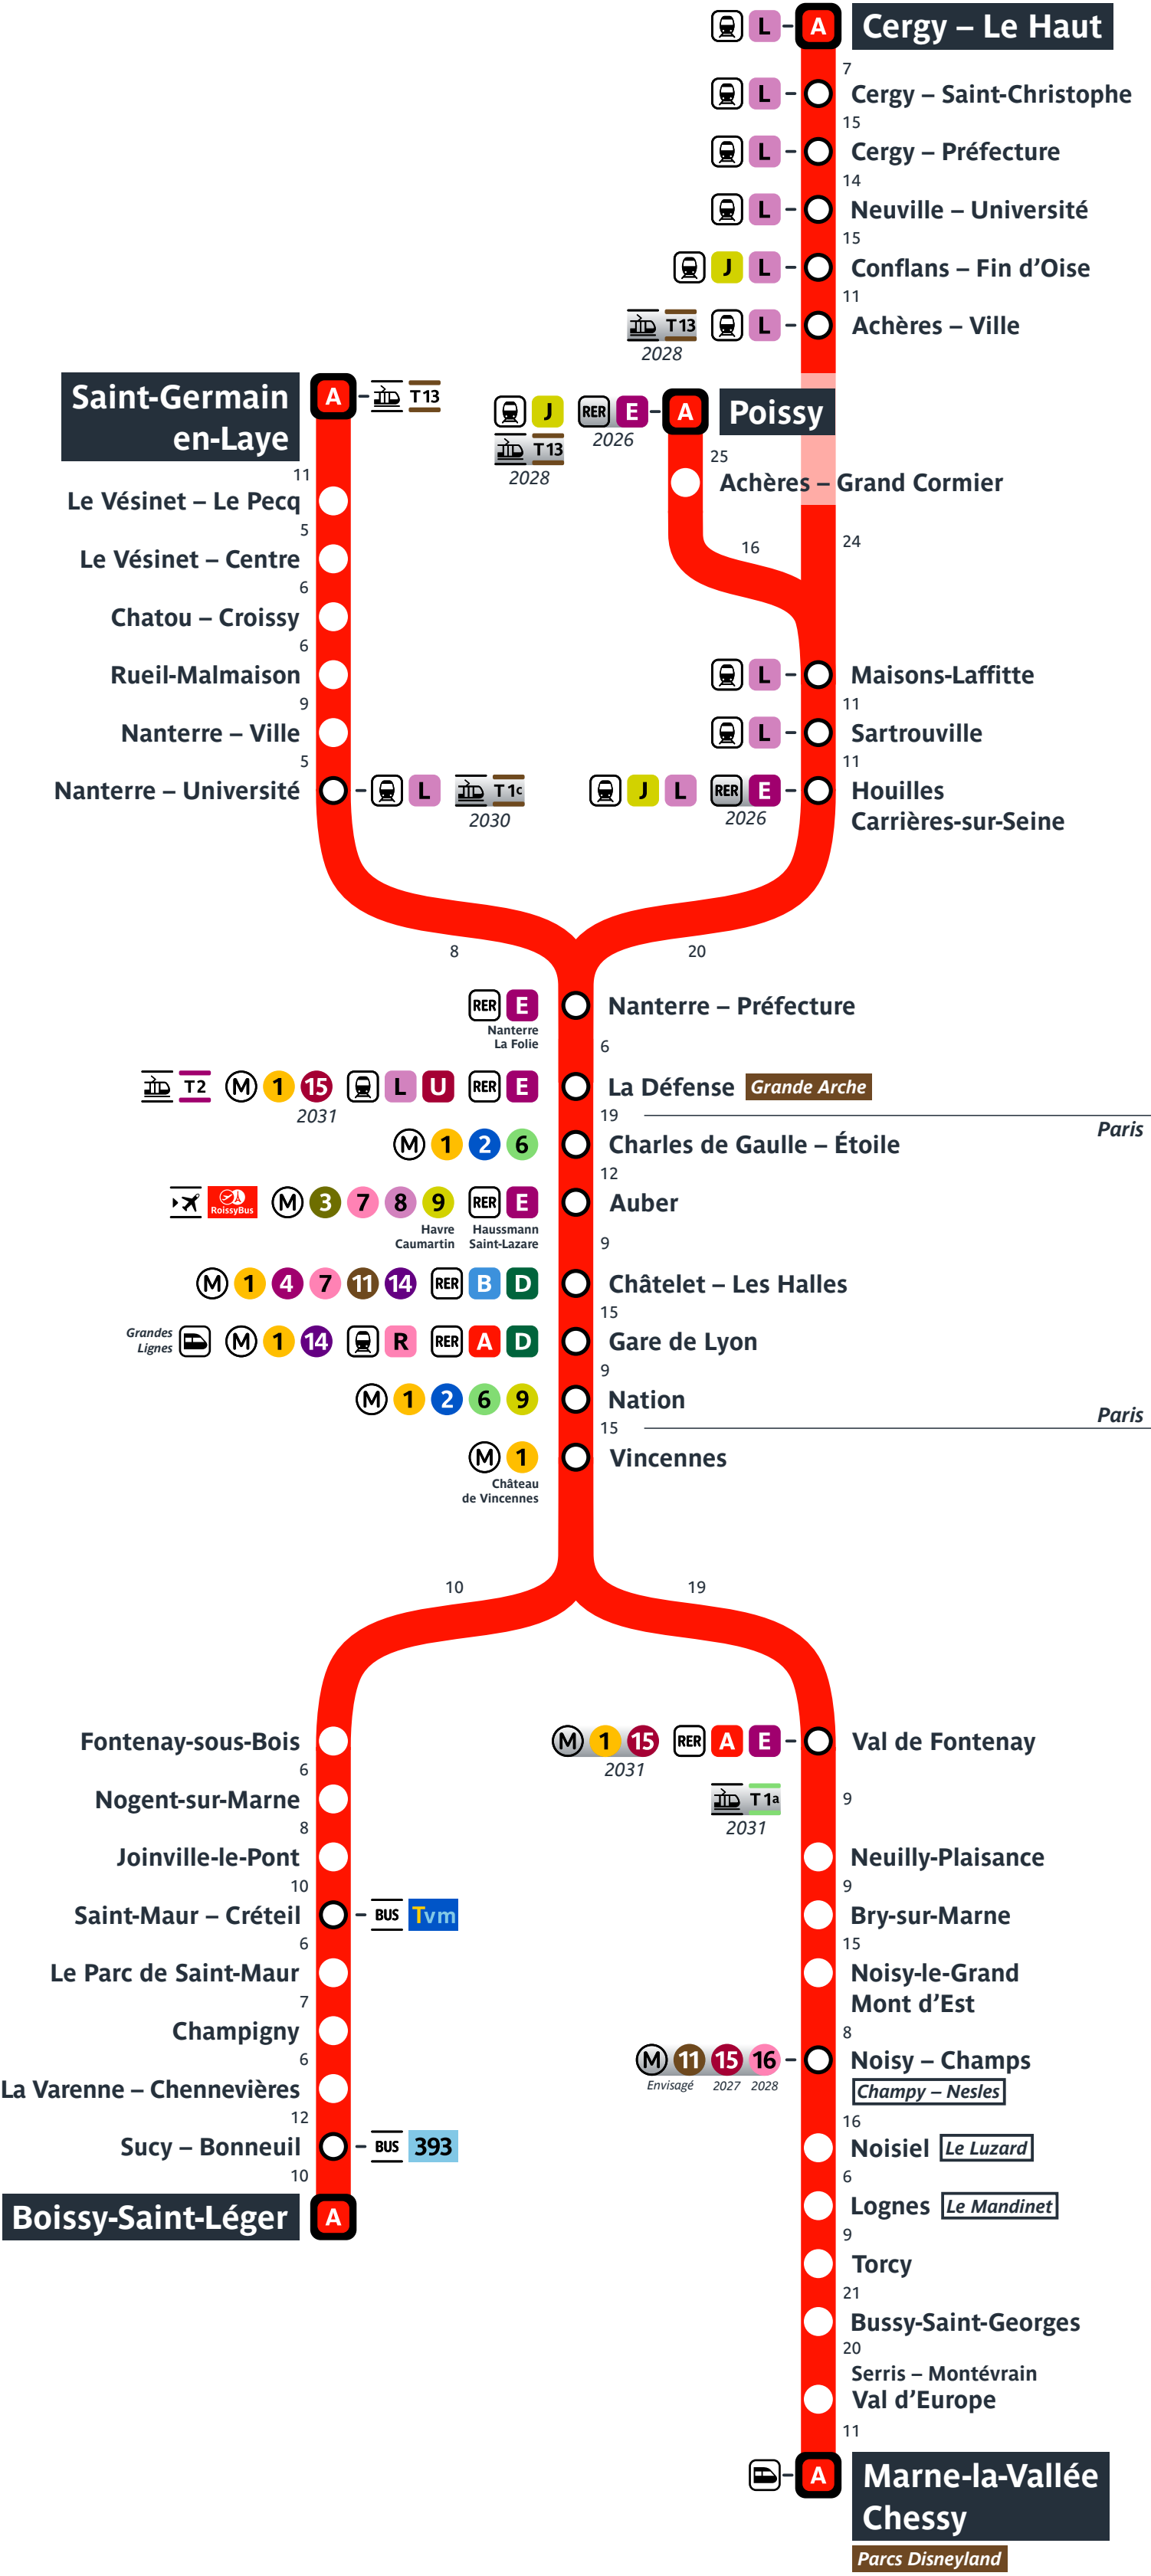 L A Cergy – Le Haut
7
L Cergy – Saint-Christophe
15
L Cergy – Préfecture
14
L Neuville – Université
15
J L Conflans – Fin d’Oise
11
T13 L Achères – Ville
2028
Saint-Germain
en-Laye
A T13
11
Le Vésinet – Le Pecq
5
Le Vésinet – Centre
6
Chatou – Croissy
6
Rueil-Malmaison
9
Nanterre – Ville
5
Nanterre – Université L T1c
2030
J RER E A Poissy
2026
T13
2028
25
Achères – Grand Cormier
16
24
L Maisons-Laffitte
11
L Sartrouville
11
J L RER E Houilles
Carrières-sur-Seine
2026
8
20
RER E Nanterre – Préfecture
Nanterre
La Folie
6
T2 M 1 15 L U RER E La Défense Grande Arche
2031
19
Paris
M 1 2 6 Charles de Gaulle – Étoile
12
RoissyBus M 3 7 8 9 RER E Auber
Havre
Caumartin
Haussmann
Saint-Lazare
9
M 1 4 7 11 14 RER B D Châtelet – Les Halles
15
Grandes
Lignes
M 1 14 R RER A D Gare de Lyon
9
M 1 2 6 9 Nation
Paris
15
M 1 Vincennes
Château
de Vincennes
10
19
Fontenay-sous-Bois
6
Nogent-sur-Marne
8
Joinville-le-Pont
10
Saint-Maur – Créteil BUS Tvm
6
Le Parc de Saint-Maur
7
Champigny
6
La Varenne – Chennevières
12
Sucy – Bonneuil BUS 393
10
Boissy-Saint-Léger A
M 1 15 RER A E Val de Fontenay
2031
T1a
2031
9
Neuilly-Plaisance
9
Bry-sur-Marne
15
Noisy-le-Grand
Mont d’Est
8
M 11 15 16 Noisy – Champs
Envisagé 2027 2028
Champy – Nesles
16
Noisiel Le Luzard
6
Lognes Le Mandinet
9
Torcy
21
Bussy-Saint-Georges
20
Serris – Montévrain
Val d’Europe
11
A Marne-la-Vallée
Chessy
Parcs Disneyland